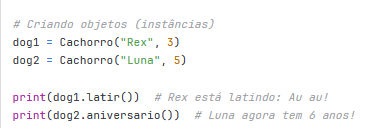 # Criando objetos (instâncias)
dog1 = Cachorro("Rex", 3)
dog2 = Cachorro("Luna", 5)
print(dog1.latir())  # Rex está latindo: Au au!
print(dog2.aniversario())  # Luna agora tem 6 anos!